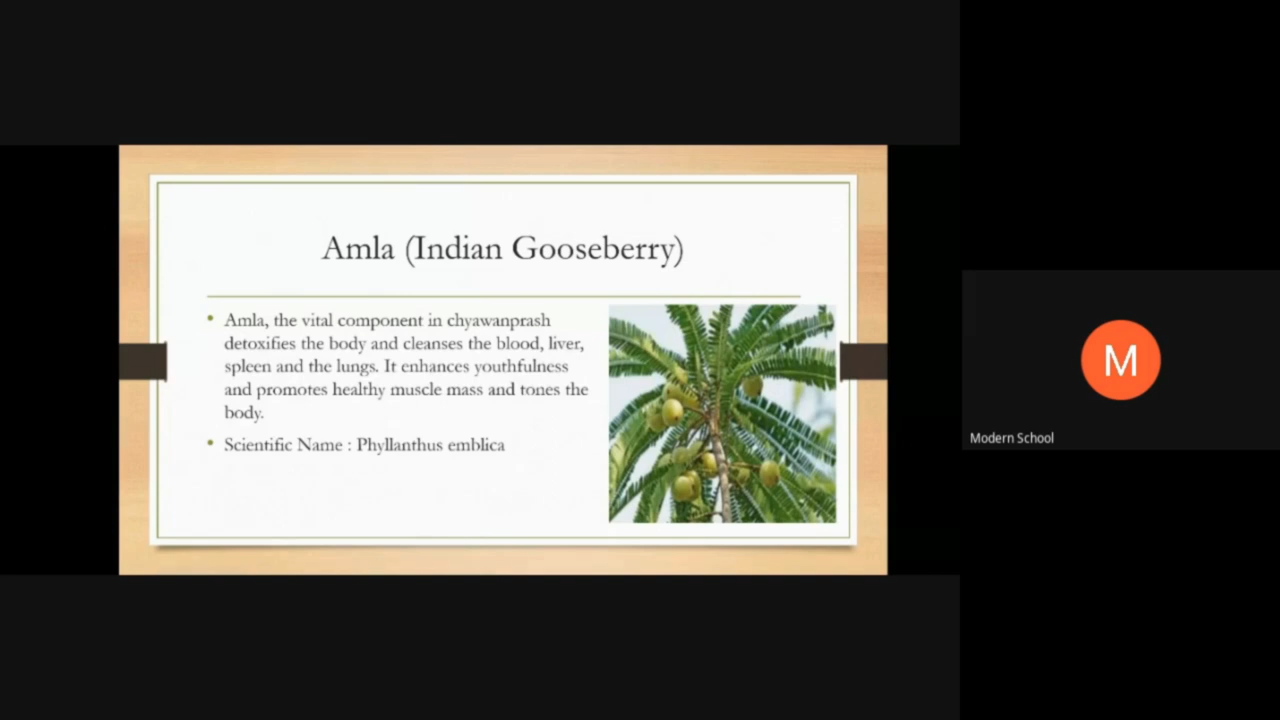 Amla (Indian Gooseberry)
• Amla, the vital component in chyawanprash
detoxifies the body and cleanses the blood, liver,
spleen and the lungs. It enhances youthfulness
and promotes healthy muscle mass and tones the
body.
• Scientific Name : Phyllanthus emblica
M
Modern School